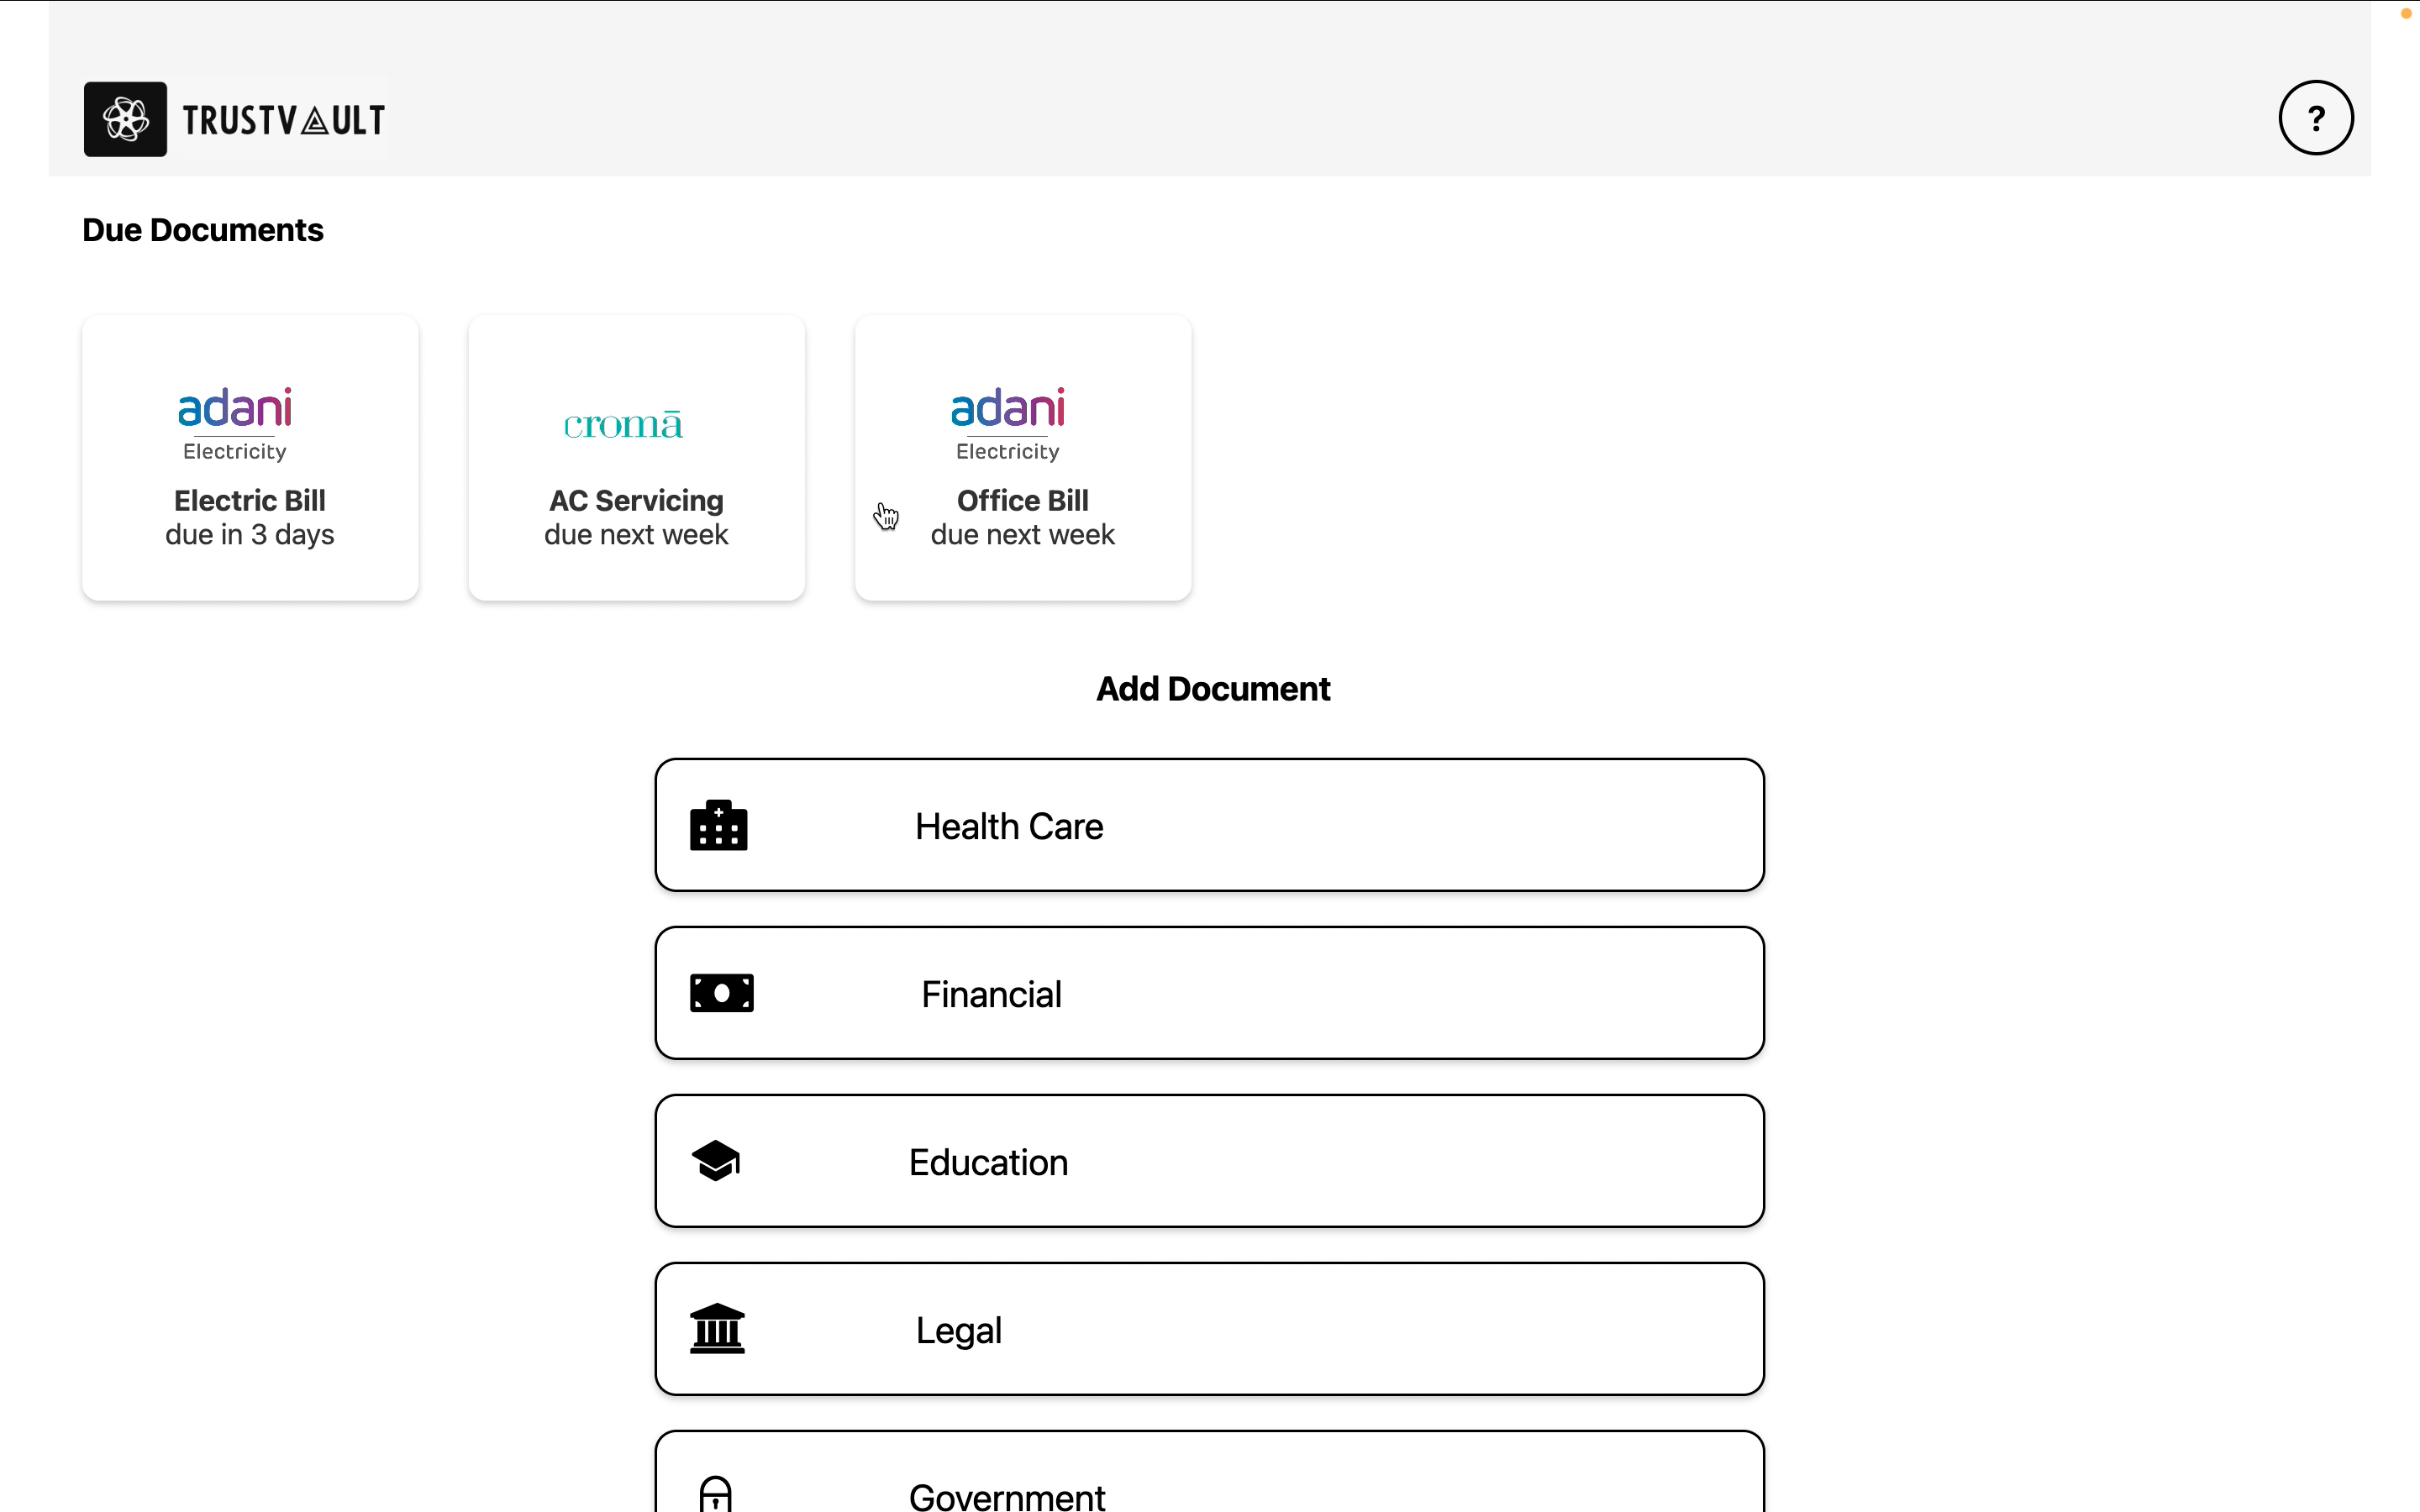 TRUSTVAULT
?
Due Documents
adani
Electricity
Electric Bill
due in 3 days
cromā
AC Servicing
due next week
adani
Electricity
Office Bill
due next week
Add Document
Health Care
Financial
Education
Legal
Government